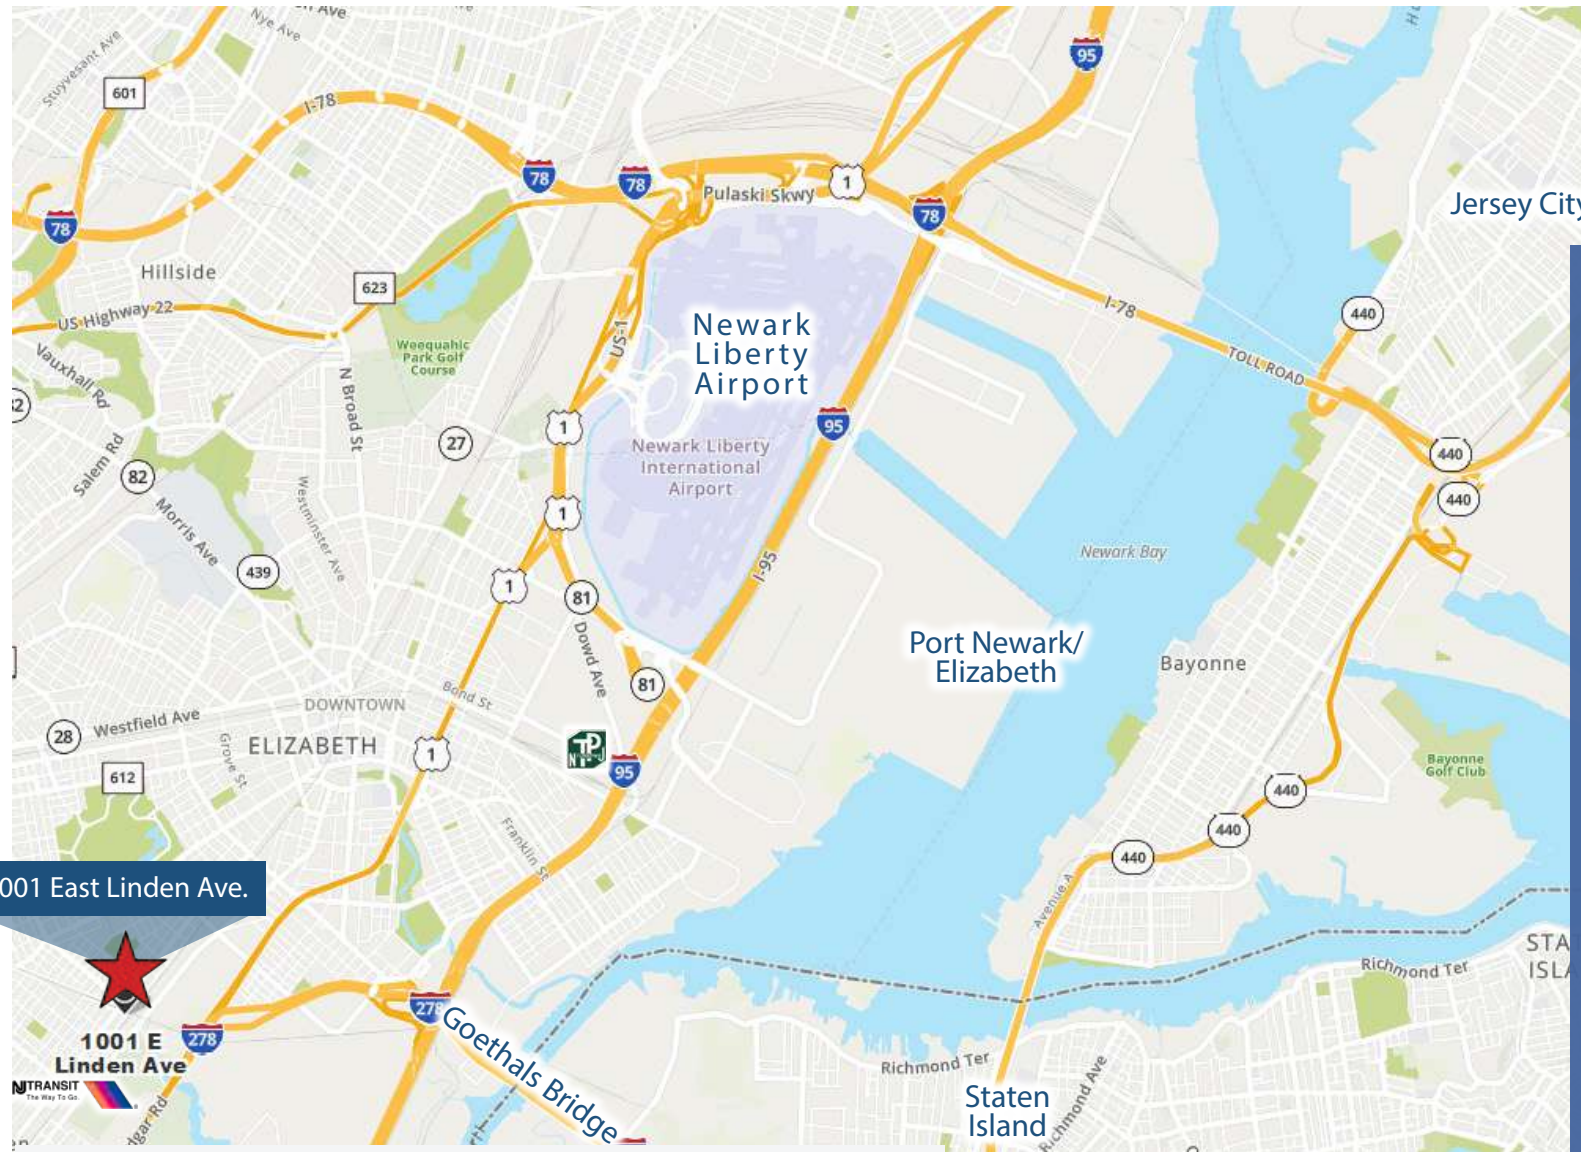 Nye Ave
Stuyvesant Ave
601
I-78
95
78
78
Pulaski Skwy
1
78
78
Jersey City
Hillside
623
US Highway 22
I-78
440
Newark
Liberty
Airport
US-1
Weequahic
Park Golf
Course
Vauxhall Rd
N Broad St
TOLL ROAD
1
95
27
Newark Liberty
International
Airport
Salem Rd
82
440
440
Morris Ave
Westminster Ave
1
Newark Bay
I-95
439
1
81
Dowd Ave
Port Newark/
Elizabeth
Bayonne
81
Bond St
DOWNTOWN
Westfield Ave
28
Grove St
ELIZABETH
1
95
612
Bayonne
Golf Club
440
440
Franklin St
440
001 East Linden Ave.
Avenue A
Richmond Ter
278
Goethals Bridge
278
1001 E
Linden Ave
NJTRANSIT
The Way To Go.
Richmond Ter
Richmond Ave
Staten
Island